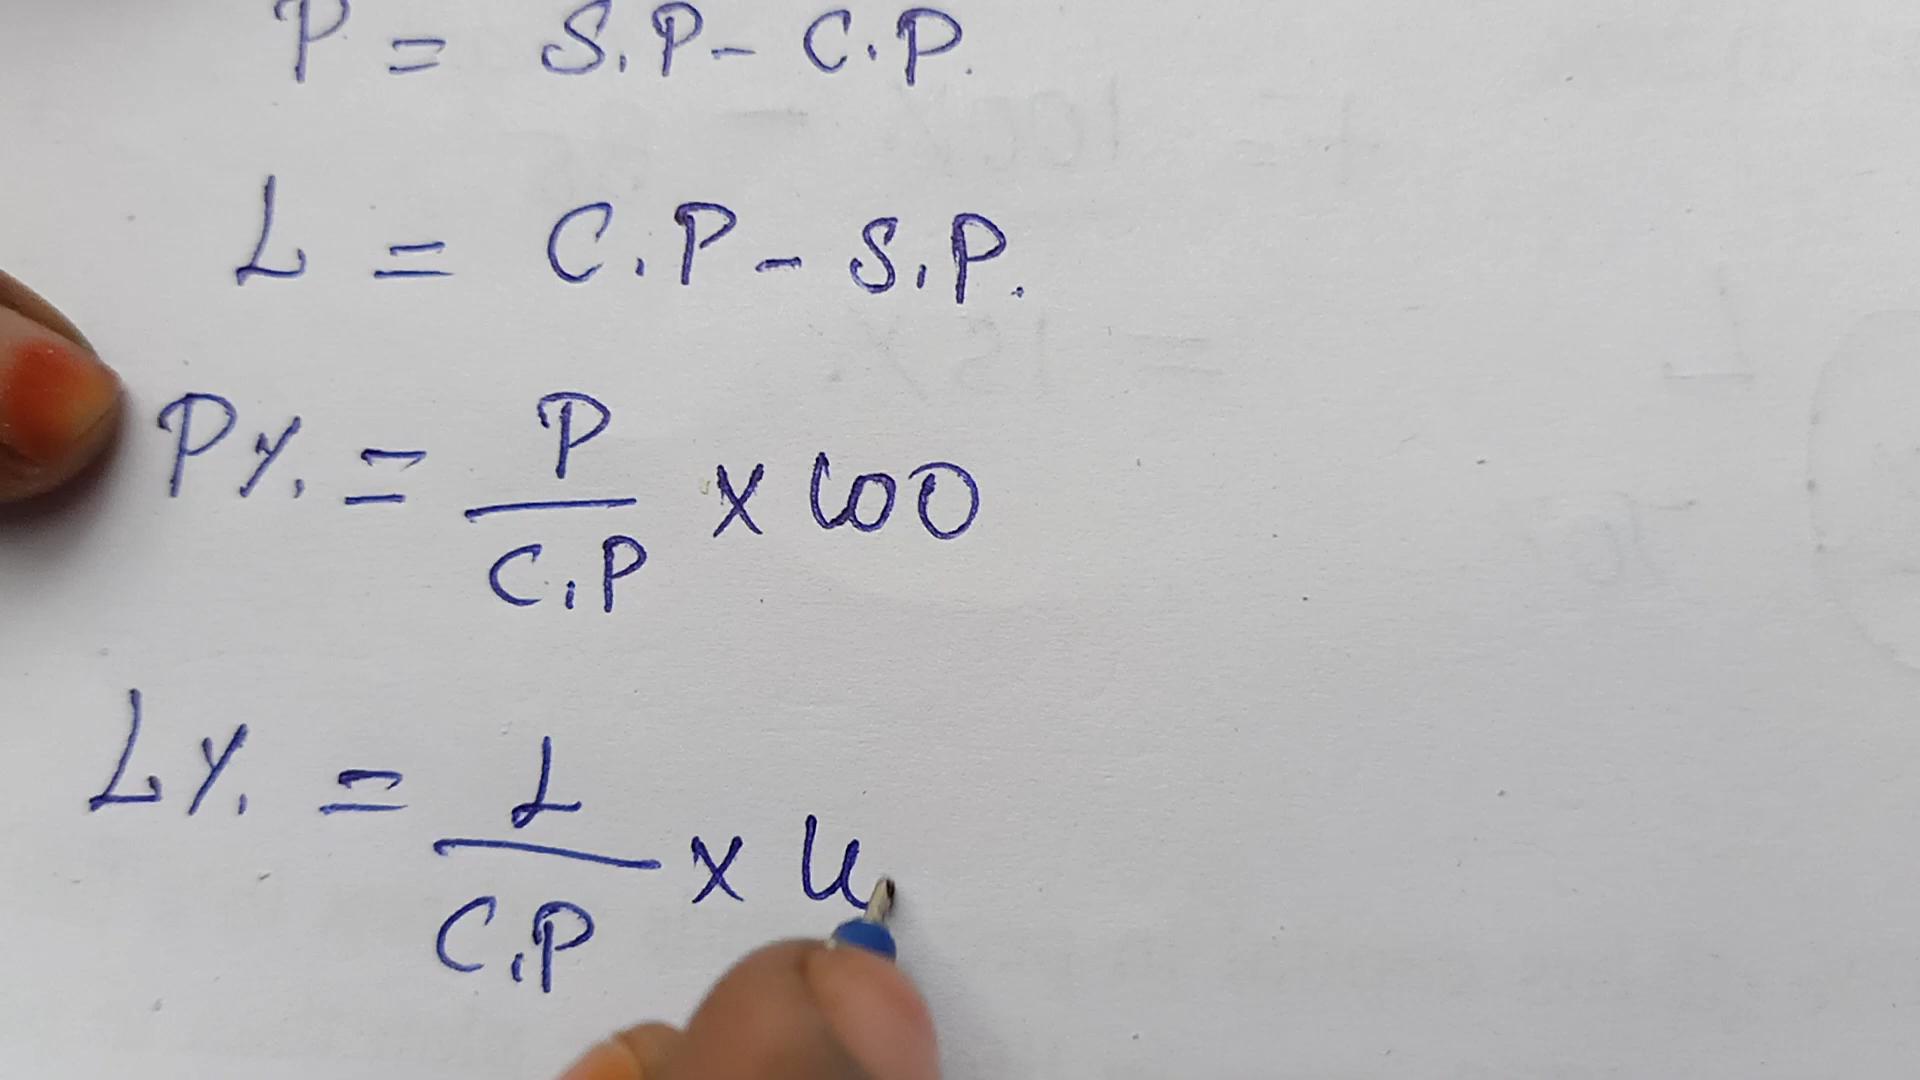 P = S.P - C.P.
L = C.P - S.P.
P% = P/C.P x 100
L% = L/C.P x